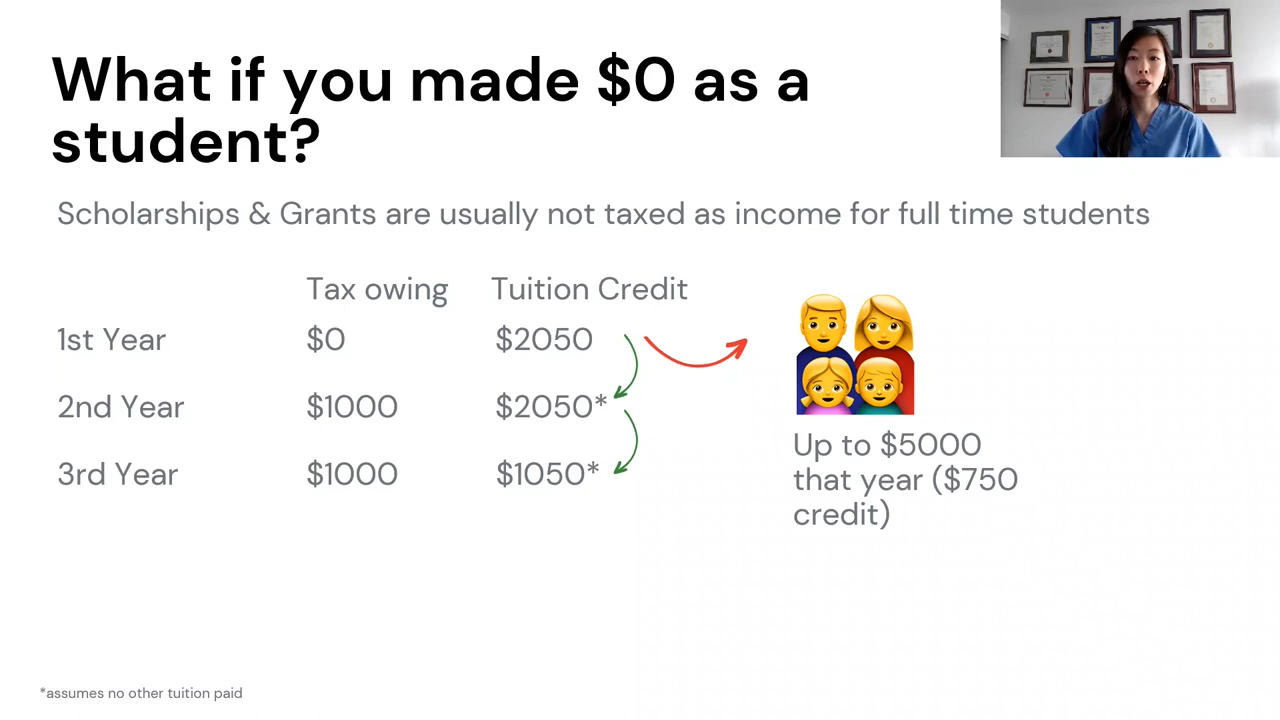 What if you made $0 as a
student?
Scholarships & Grants are usually not taxed as income for full time students
Tax owing Tuition Credit
1st Year $0 $2050
2nd Year $1000 $2050*
3rd Year $1000 $1050*
Up to $5000
that year ($750
credit)
*assumes no other tuition paid